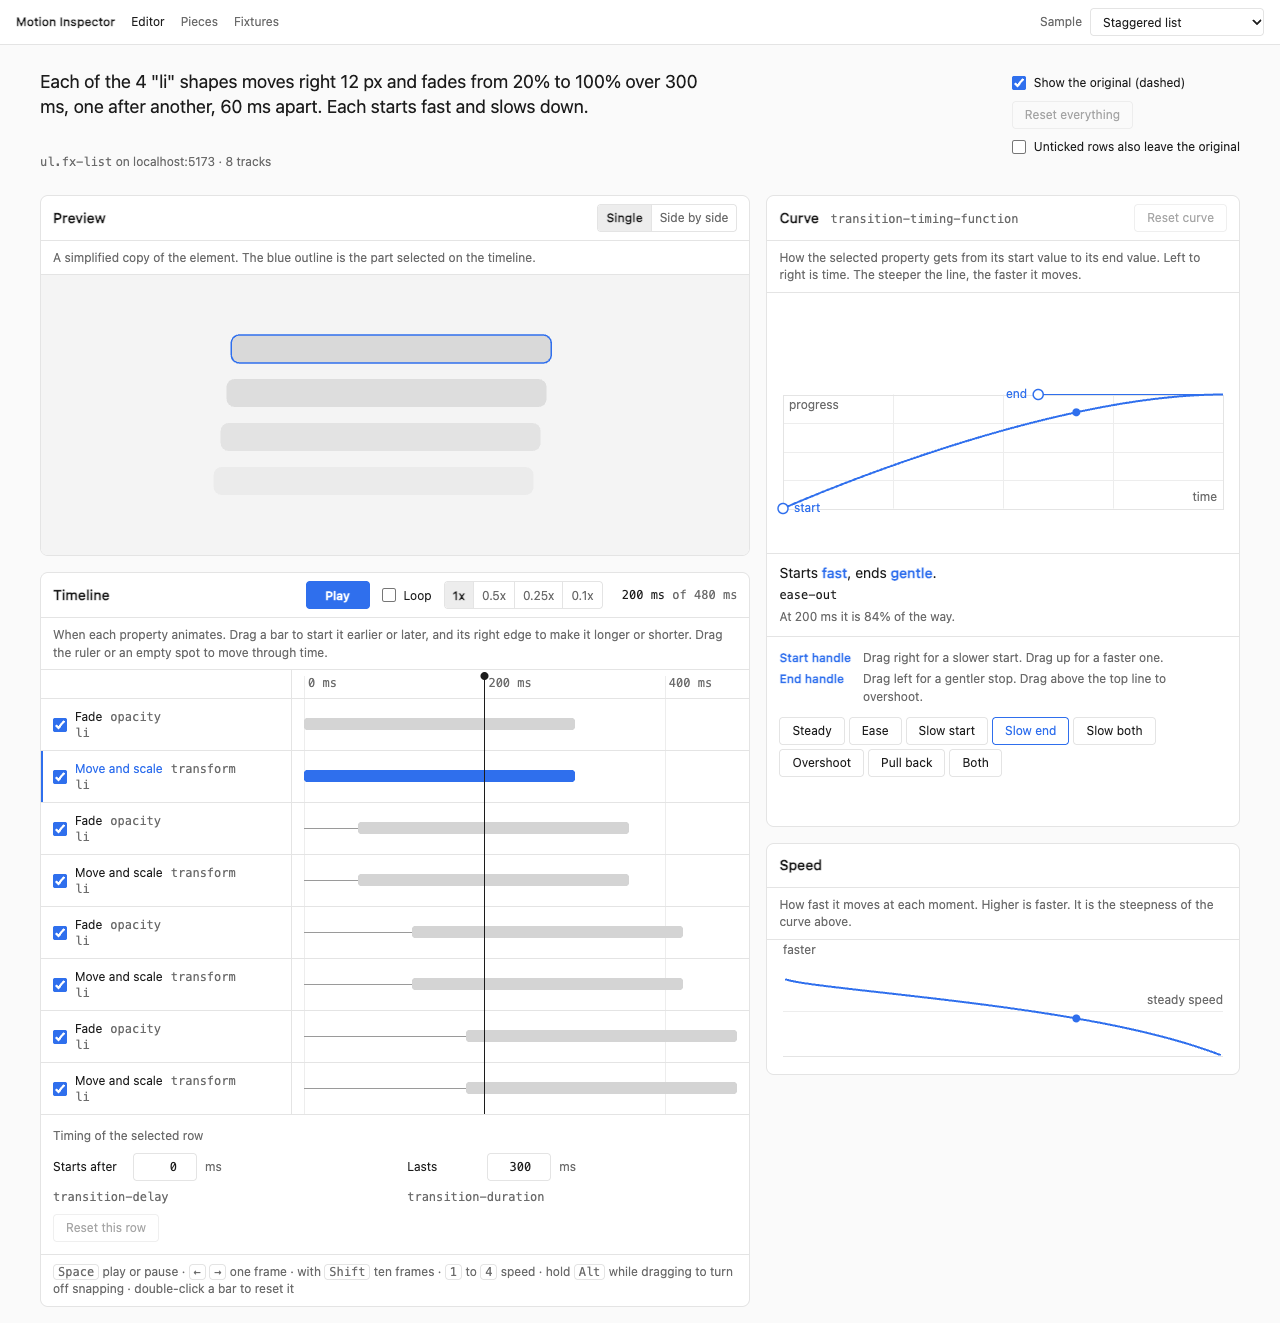 Motion Inspector Editor Pieces Fixtures
Sample Staggered list
Each of the 4 "li" shapes moves right 12 px and fades from 20% to 100% over 300
ms, one after another, 60 ms apart. Each starts fast and slows down.
ul.fx-list on localhost:5173 · 8 tracks
Show the original (dashed)
Reset everything
Unticked rows also leave the original
Preview
Single Side by side
A simplified copy of the element. The blue outline is the part selected on the timeline.
Timeline
Play Loop 1x 0.5x 0.25x 0.1x 200 ms of 480 ms
When each property animates. Drag a bar to start it earlier or later, and its right edge to make it longer or shorter. Drag
the ruler or an empty spot to move through time.
0 ms 200 ms 400 ms
Fade opacity
li
Move and scale transform
li
Fade opacity
li
Move and scale transform
li
Fade opacity
li
Move and scale transform
li
Fade opacity
li
Move and scale transform
li
Timing of the selected row
Starts after 0 ms Lasts 300 ms
transition-delay transition-duration
Reset this row
Space play or pause · ← → one frame · with Shift ten frames · 1 to 4 speed · hold Alt while dragging to turn
off snapping · double-click a bar to reset it
Curve transition-timing-function Reset curve
How the selected property gets from its start value to its end value. Left to
right is time. The steeper the line, the faster it moves.
end
progress
time
start
Starts fast, ends gentle.
ease-out
At 200 ms it is 84% of the way.
Start handle Drag right for a slower start. Drag up for a faster one.
End handle Drag left for a gentler stop. Drag above the top line to
overshoot.
Steady Ease Slow start Slow end Slow both
Overshoot Pull back Both
Speed
How fast it moves at each moment. Higher is faster. It is the steepness of the
curve above.
faster
steady speed